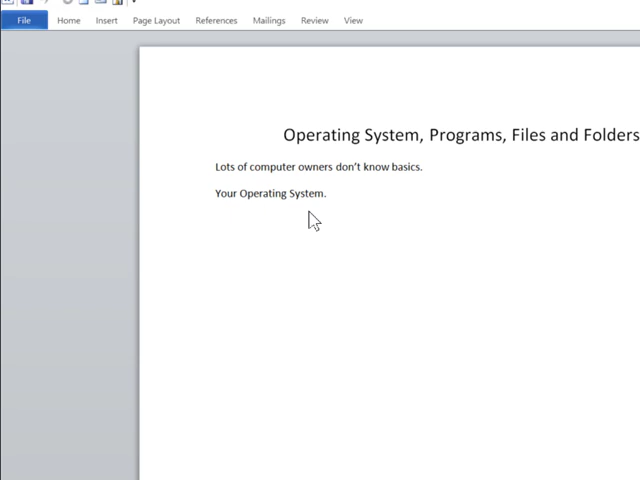 File Home Insert Page Layout References Mailings Review View
Operating System, Programs, Files and Folders
Lots of computer owners don't know basics.
Your Operating System.